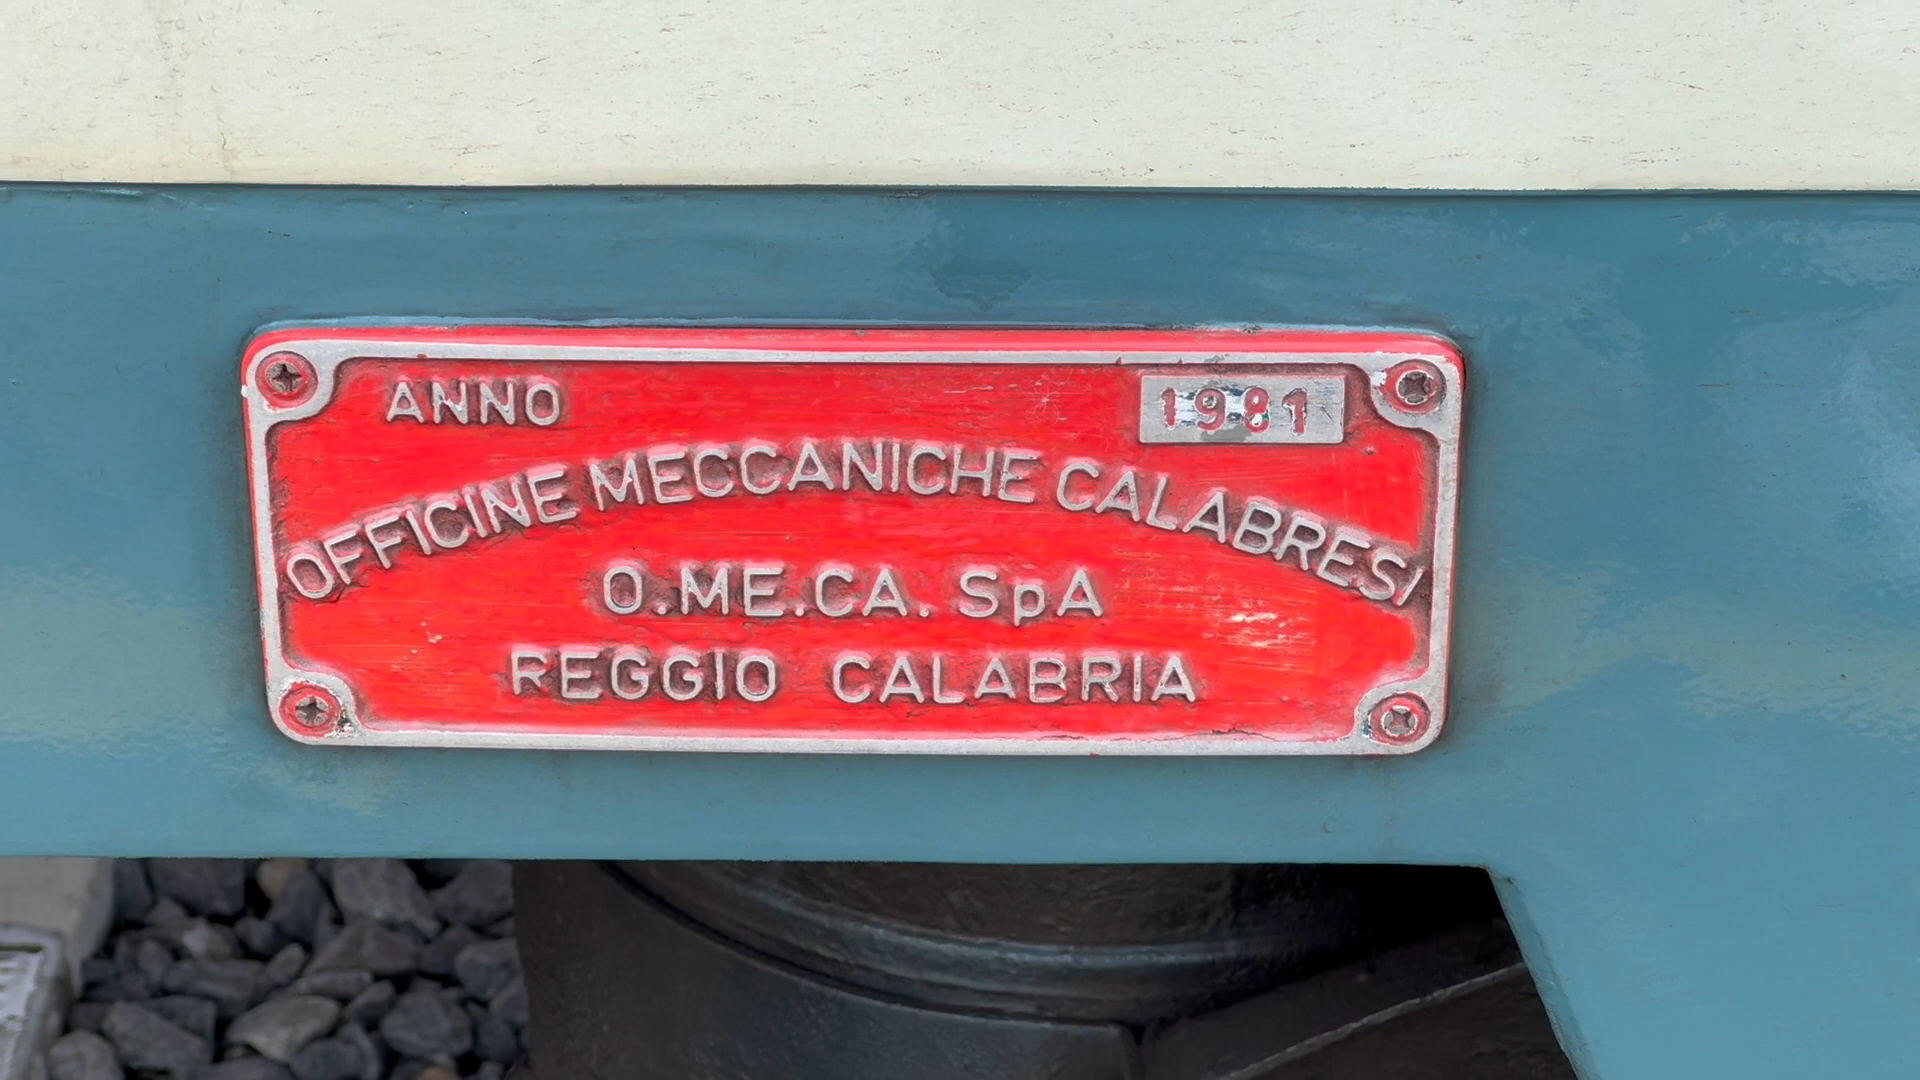 ANNO 1981
OFFICINE MECCANICHE CALABRESI
O.ME.CA. SpA
REGGIO CALABRIA